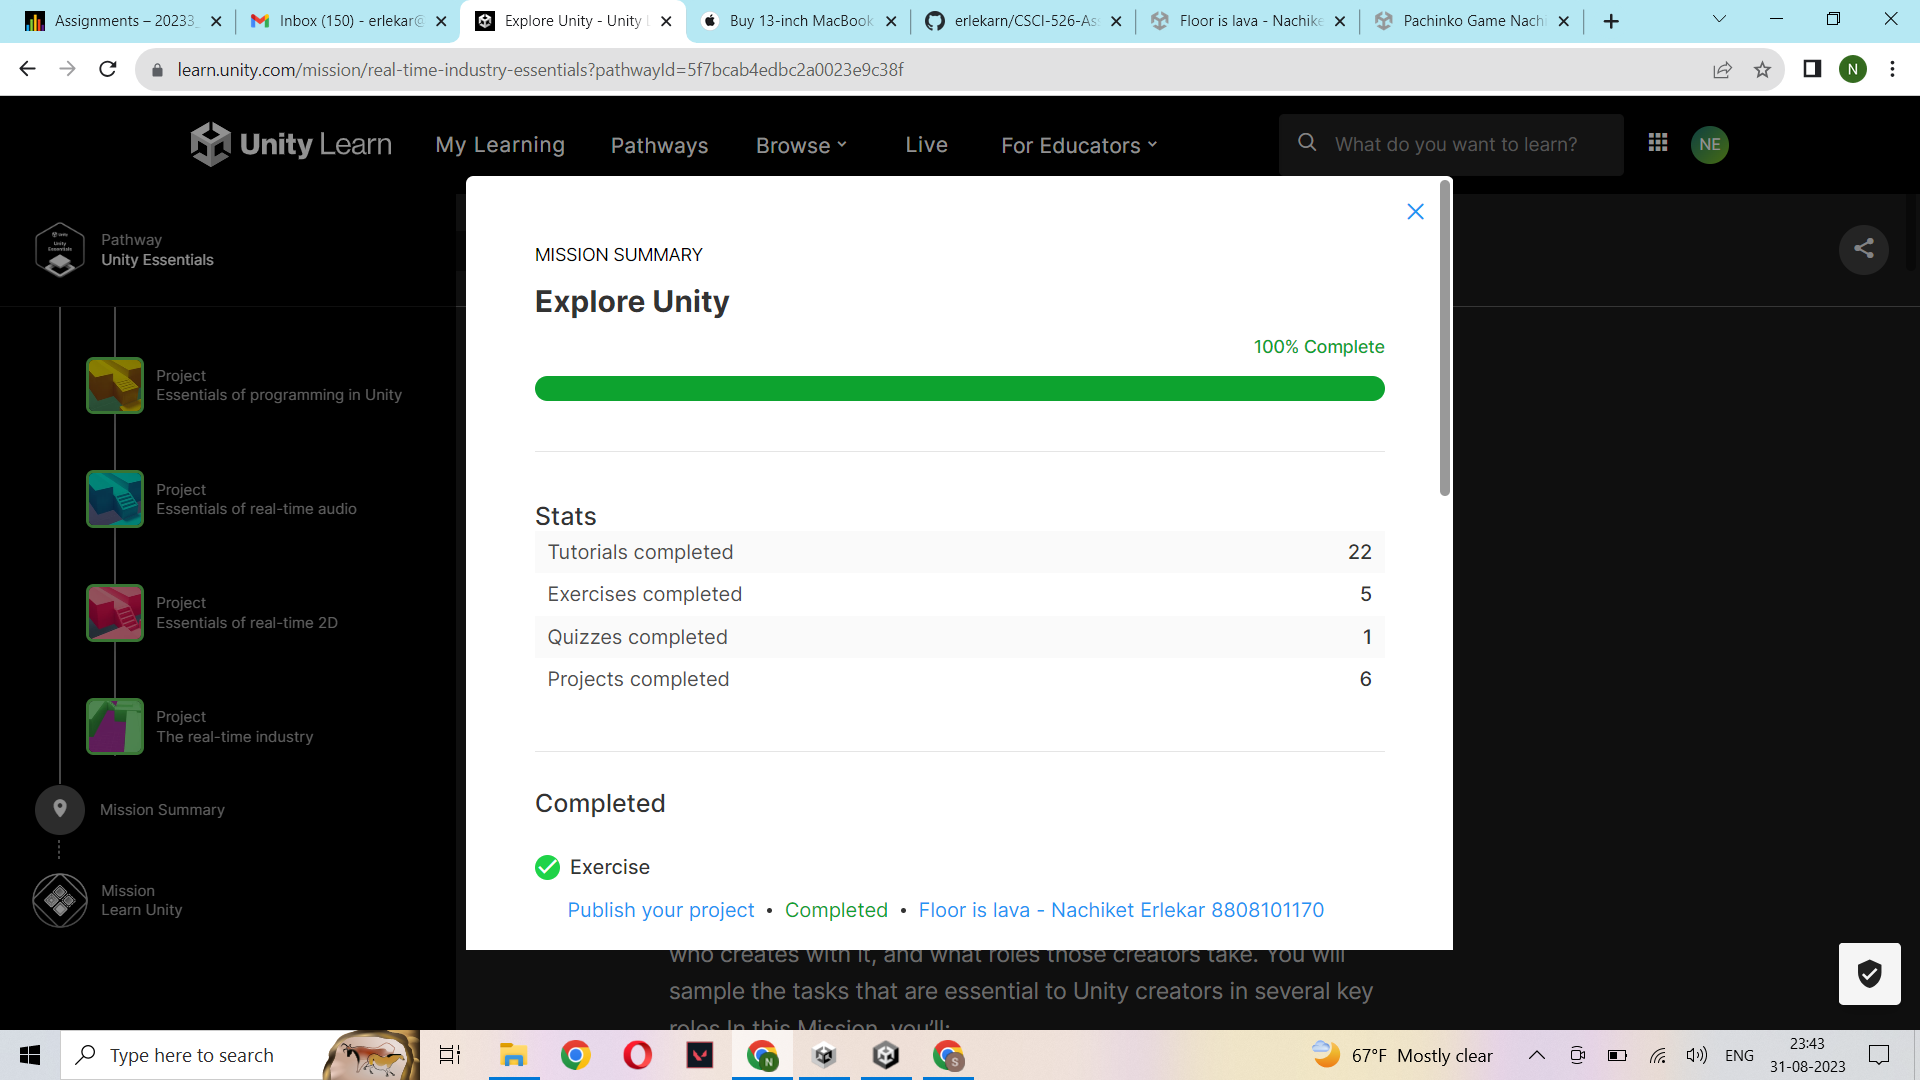 Assignments – 20233
Inbox (150) - erlekar@
Explore Unity - Unity L
Buy 13-inch MacBook
erlekarn/CSCI-526-As
Floor is lava - Nachike
Pachinko Game Nach
learn.unity.com/mission/real-time-industry-essentials?pathwayId=5f7bcab4edbc2a0023e9c38f
N
Unity Learn
My Learning
Pathways
Browse
Live
For Educators
What do you want to learn?
NE
Pathway
Unity Essentials
Project
Essentials of programming in Unity
Project
Essentials of real-time audio
Project
Essentials of real-time 2D
Project
The real-time industry
Mission Summary
Mission
Learn Unity
MISSION SUMMARY
Explore Unity
100% Complete
Stats
Tutorials completed 22
Exercises completed 5
Quizzes completed 1
Projects completed 6
Completed
Exercise
Publish your project • Completed • Floor is lava - Nachiket Erlekar 8808101170
who creates with it, and what roles those creators take. You will
sample the tasks that are essential to Unity creators in several key
roles.In this Mission, you'll:
Type here to search
N
S
67°F Mostly clear
ENG
23:43
31-08-2023